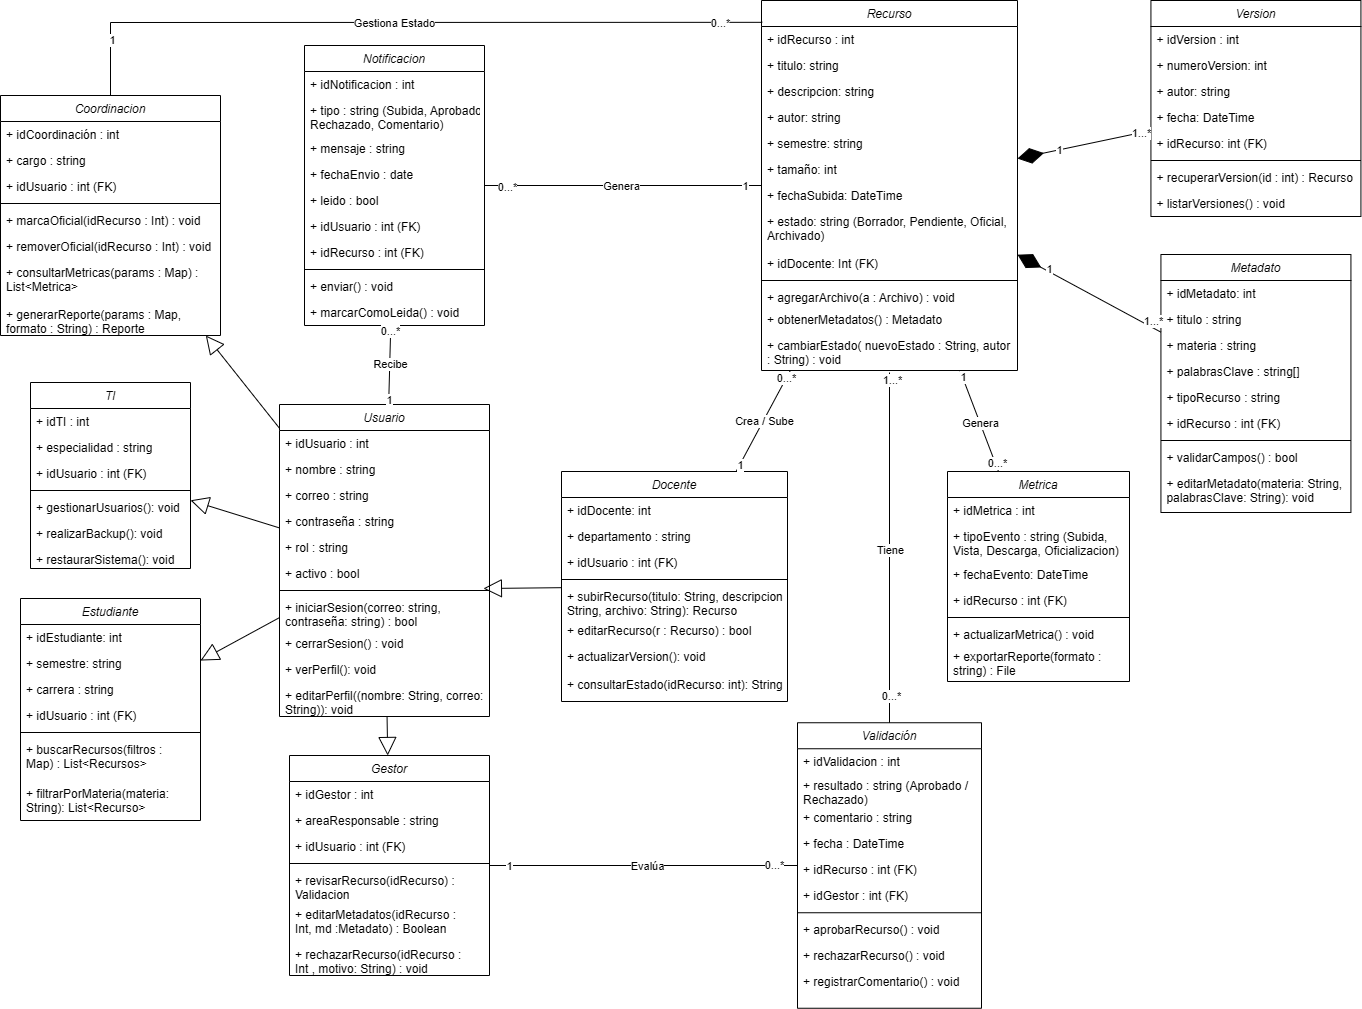 Gestiona Estado
1
0...*
Coordinacion
+ idCoordinación : int
+ cargo : string
+ idUsuario : int (FK)
+ marcaOficial(idRecurso : Int) : void
+ removerOficial(idRecurso : Int) : void
+ consultarMetricas(params : Map) :
List<Metrica>
+ generarReporte(params : Map,
formato : String) : Reporte
Notificacion
+ idNotificacion : int
+ tipo : string (Subida, Aprobado
Rechazado, Comentario)
+ mensaje : string
+ fechaEnvio : date
+ leido : bool
+ idUsuario : int (FK)
+ idRecurso : int (FK)
+ enviar() : void
+ marcarComoLeida() : void
0...*
Genera
1
Recurso
+ idRecurso : int
+ titulo: string
+ descripcion: string
+ autor: string
+ semestre: string
+ tamaño: int
+ fechaSubida: DateTime
+ estado: string (Borrador, Pendiente, Oficial,
Archivado)
+ idDocente: Int (FK)
+ agregarArchivo(a : Archivo) : void
+ obtenerMetadatos() : Metadato
+ cambiarEstado( nuevoEstado : String, autor
: String) : void
1
1...*
Version
+ idVersion : int
+ numeroVersion: int
+ autor: string
+ fecha: DateTime
+ idRecurso: int (FK)
+ recuperarVersion(id : int) : Recurso
+ listarVersiones() : void
1
1...*
Metadato
+ idMetadato: int
+ titulo : string
+ materia : string
+ palabrasClave : string[]
+ tipoRecurso : string
+ idRecurso : int (FK)
+ validarCampos() : bool
+ editarMetadato(materia: String,
palabrasClave: String): void
0...*
Recibe
1
TI
+ idTI : int
+ especialidad : string
+ idUsuario : int (FK)
+ gestionarUsuarios(): void
+ realizarBackup(): void
+ restaurarSistema(): void
Usuario
+ idUsuario : int
+ nombre : string
+ correo : string
+ contraseña : string
+ rol : string
+ activo : bool
+ iniciarSesion(correo: string,
contraseña: string) : bool
+ cerrarSesion() : void
+ verPerfil(): void
+ editarPerfil((nombre: String, correo:
String)): void
0...*
Crea / Sube
1
Docente
+ idDocente: int
+ departamento : string
+ idUsuario : int (FK)
+ subirRecurso(titulo: String, descripcion
String, archivo: String): Recurso
+ editarRecurso(r : Recurso) : bool
+ actualizarVersion(): void
+ consultarEstado(idRecurso: int): String
1...*
Tiene
0...*
1
Genera
0...*
Metrica
+ idMetrica : int
+ tipoEvento : string (Subida,
Vista, Descarga, Oficializacion)
+ fechaEvento: DateTime
+ idRecurso : int (FK)
+ actualizarMetrica() : void
+ exportarReporte(formato :
string) : File
Estudiante
+ idEstudiante: int
+ semestre: string
+ carrera : string
+ idUsuario : int (FK)
+ buscarRecursos(filtros :
Map) : List<Recursos>
+ filtrarPorMateria(materia:
String): List<Recurso>
Gestor
+ idGestor : int
+ areaResponsable : string
+ idUsuario : int (FK)
+ revisarRecurso(idRecurso) :
Validacion
+ editarMetadatos(idRecurso :
Int, md :Metadato) : Boolean
+ rechazarRecurso(idRecurso :
Int , motivo: String) : void
1
Evalúa
0...*
Validación
+ idValidacion : int
+ resultado : string (Aprobado /
Rechazado)
+ comentario : string
+ fecha : DateTime
+ idRecurso : int (FK)
+ idGestor : int (FK)
+ aprobarRecurso() : void
+ rechazarRecurso() : void
+ registrarComentario() : void